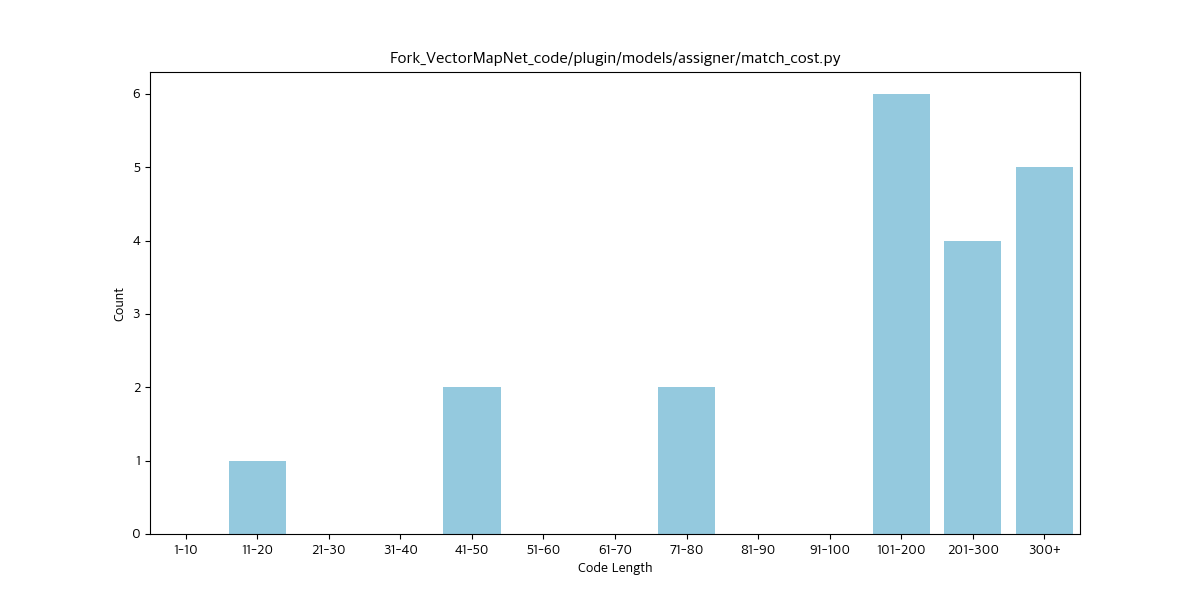 Fork_VectorMapNet_code/plugin/models/assigner/match_cost.py
6
5
4
3
2
1
0
Count
1-10 11-20 21-30 31-40 41-50 51-60 61-70 71-80 81-90 91-100 101-200 201-300 300+
Code Length